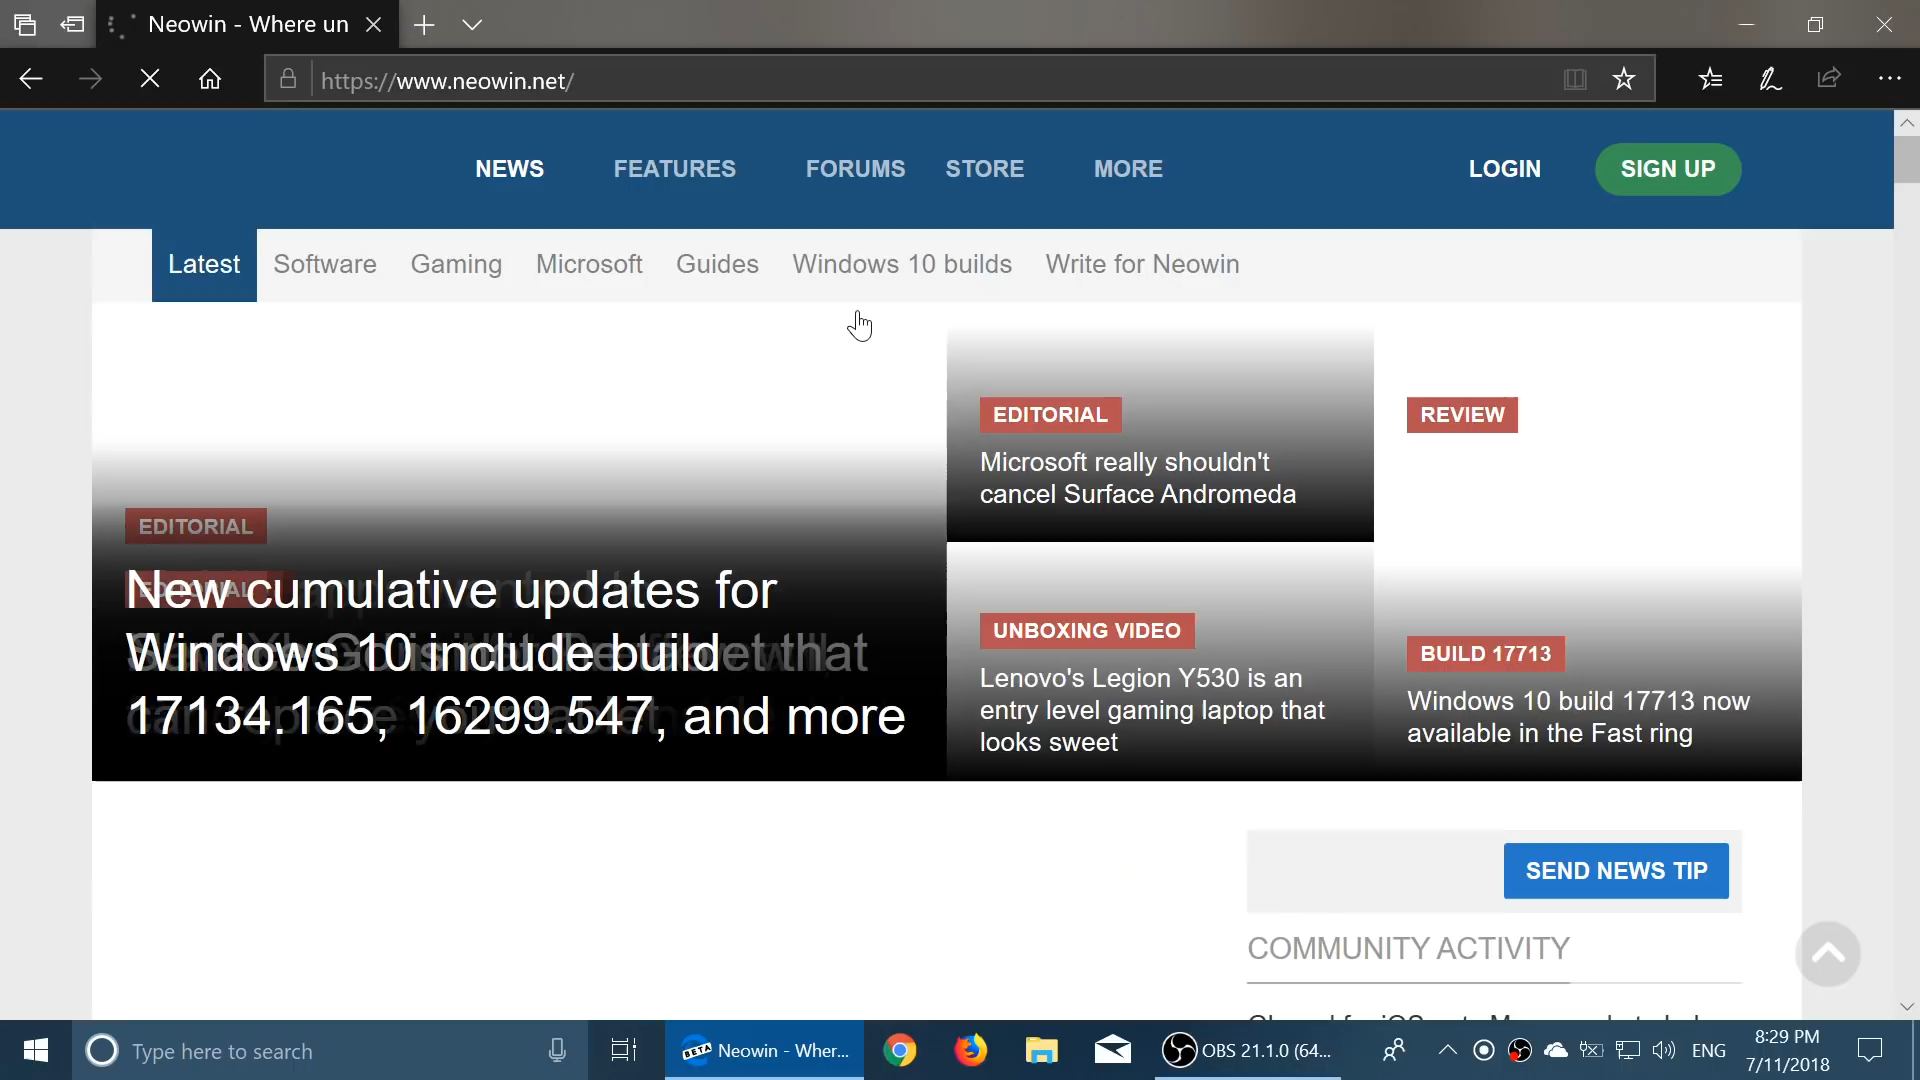 Neowin - Where un
https://www.neowin.net/
NEWS
FEATURES
FORUMS
STORE
MORE
LOGIN
SIGN UP
Latest
Software
Gaming
Microsoft
Guides
Windows 10 builds
Write for Neowin
EDITORIAL
EDITORIAL
New cumulative updates for
Windows 10 include build
17134.165, 16299.547, and more
EDITORIAL
Microsoft really shouldn't
cancel Surface Andromeda
REVIEW
UNBOXING VIDEO
Lenovo's Legion Y530 is an
entry level gaming laptop that
looks sweet
BUILD 17713
Windows 10 build 17713 now
available in the Fast ring
SEND NEWS TIP
COMMUNITY ACTIVITY
Type here to search
BETA
Neowin - Wher...
OBS 21.1.0 (64...
ENG
8:29 PM
7/11/2018